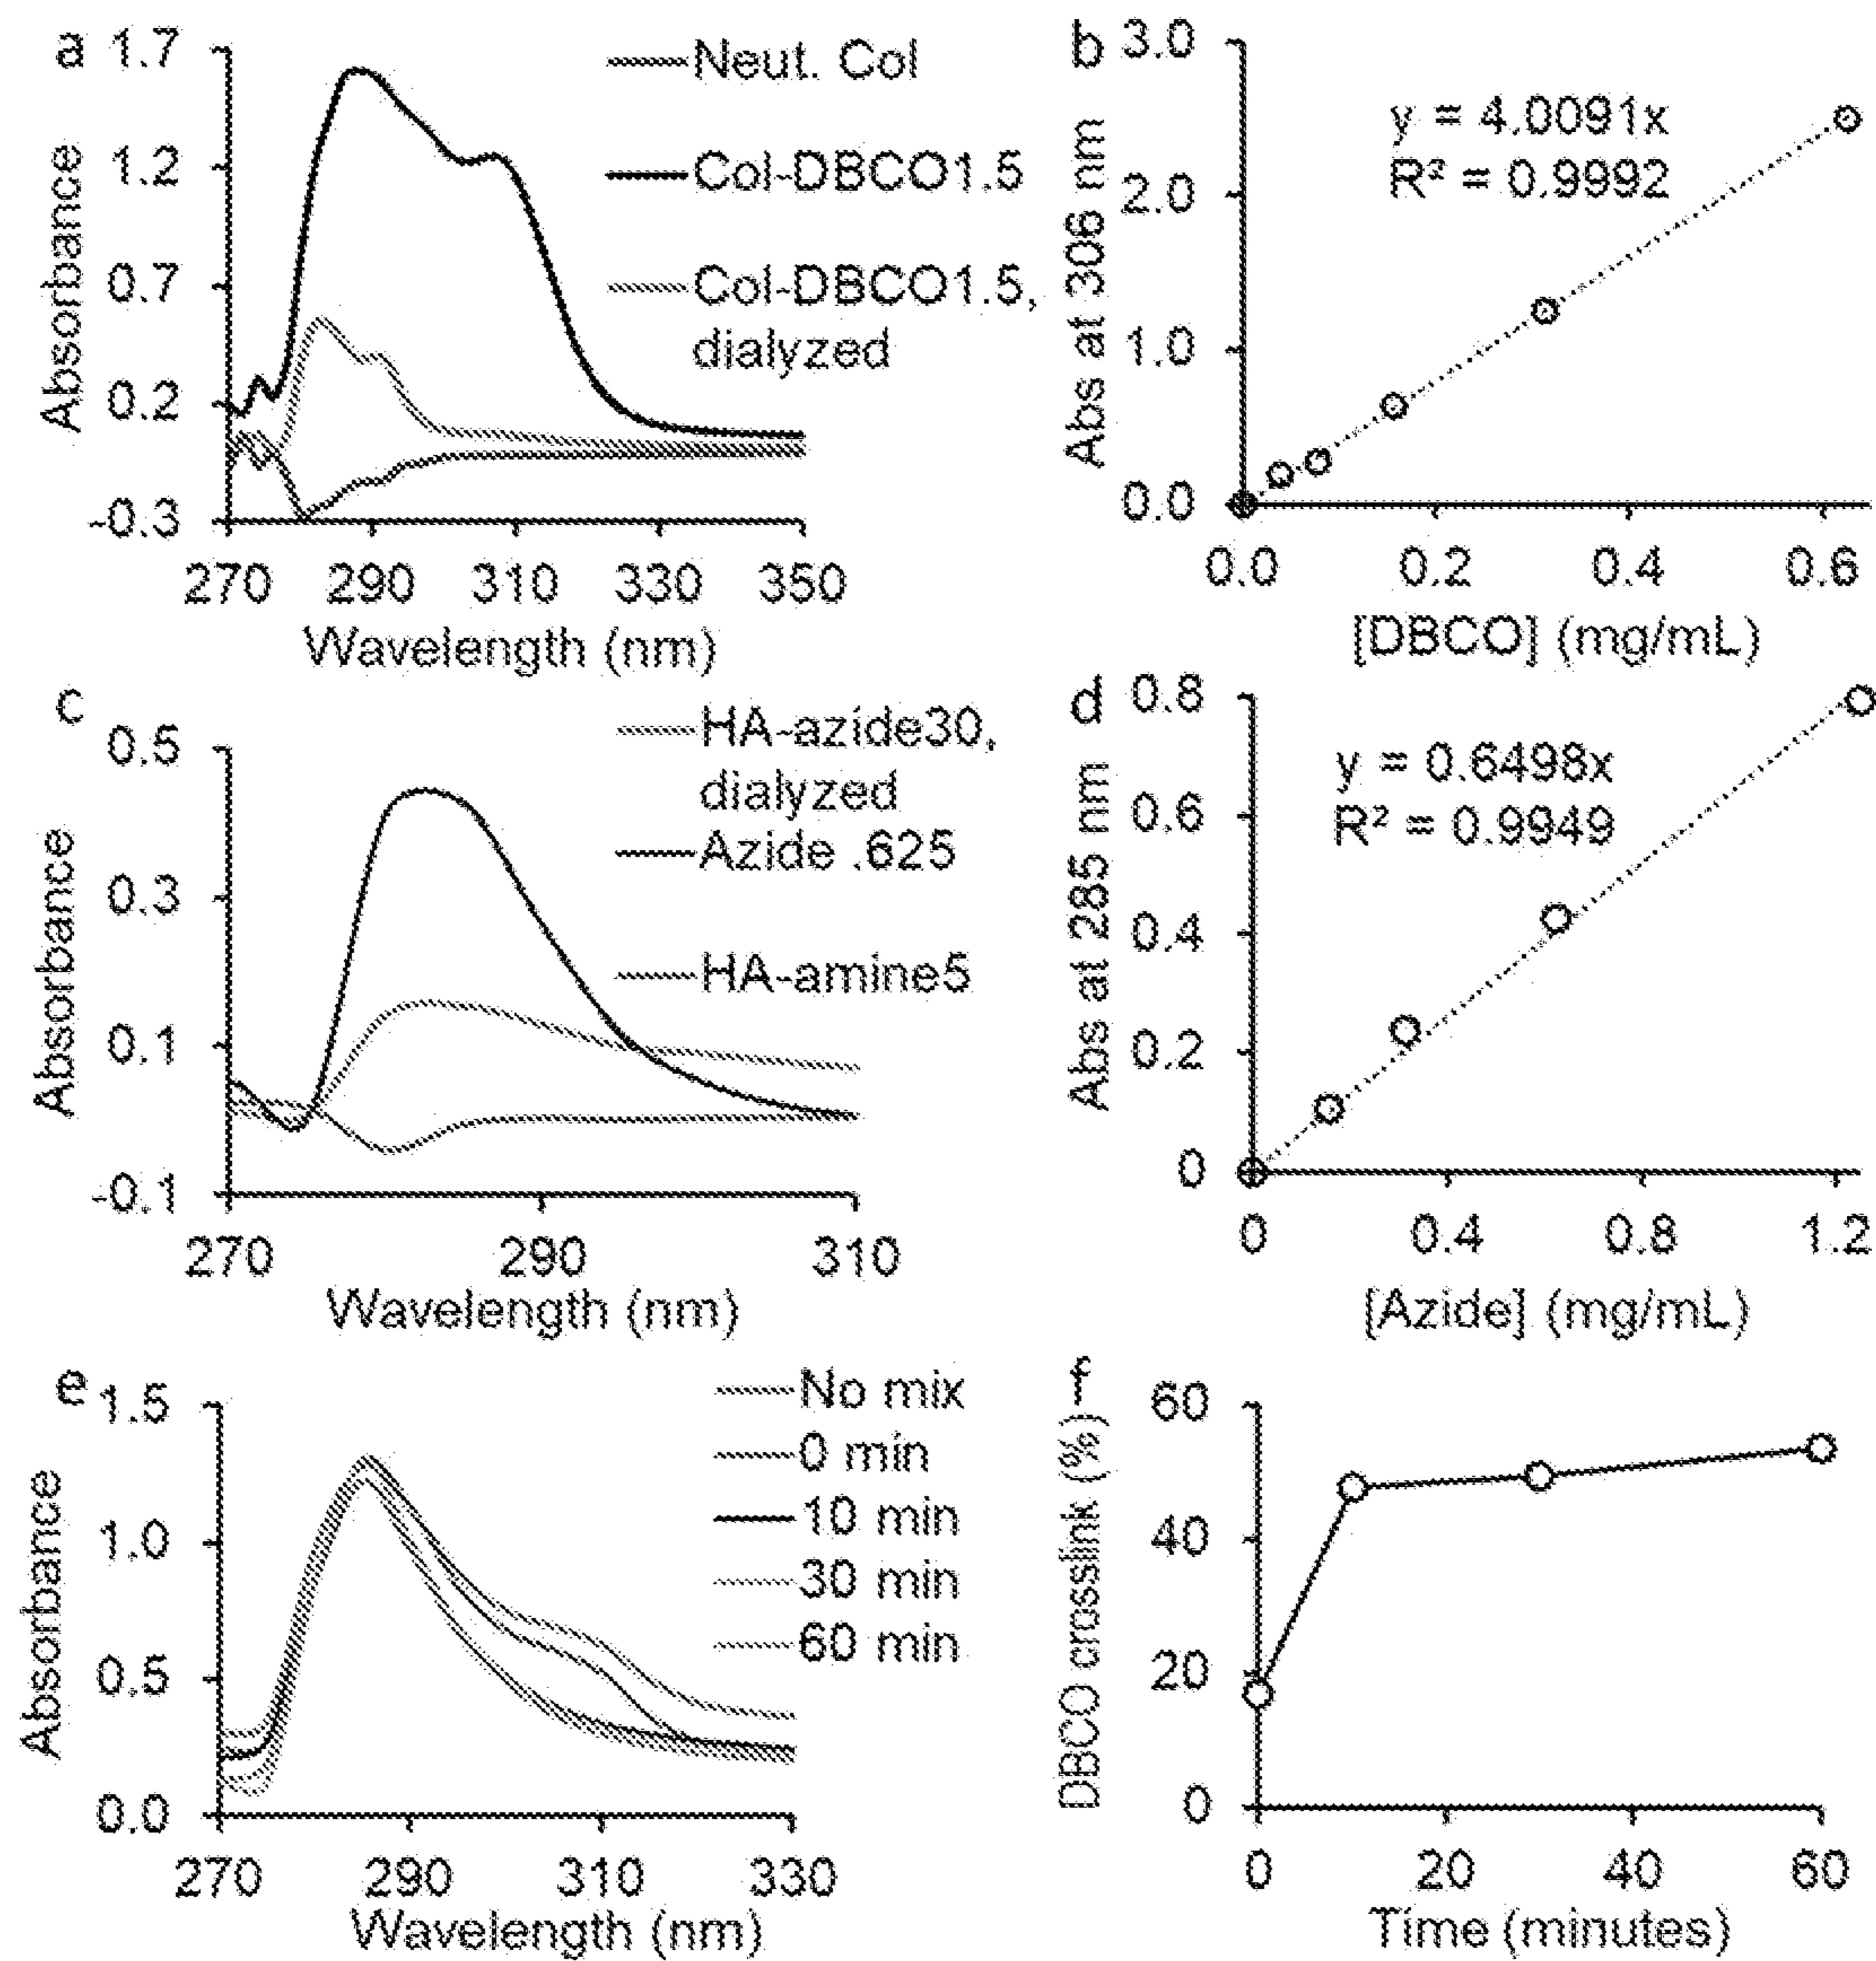 a
1.7
1.2
0.7
0.2
-0.3
Absorbance
270 290 310 330 350
Wavelength (nm)
Neut. Col
Col-DBCO1.5
Col-DBCO1.5,
dialyzed
b
3.0
2.0
1.0
0.0
Abs at 306 nm
y = 4.0091x
R² = 0.9992
0.0 0.2 0.4 0.6
[DBCO] (mg/mL)
c
0.5
0.3
0.1
-0.1
Absorbance
270 290 310
Wavelength (nm)
HA-azide30,
dialyzed
Azide .625
HA-amine5
d
0.8
0.6
0.4
0.2
0
Abs at 285 nm
y = 0.6498x
R² = 0.9949
0 0.4 0.8 1.2
[Azide] (mg/mL)
e
1.5
1.0
0.5
0.0
Absorbance
270 290 310 330
Wavelength (nm)
No mix
0 min
10 min
30 min
60 min
f
60
40
20
0
DBCO crosslink (%)
0 20 40 60
Time (minutes)